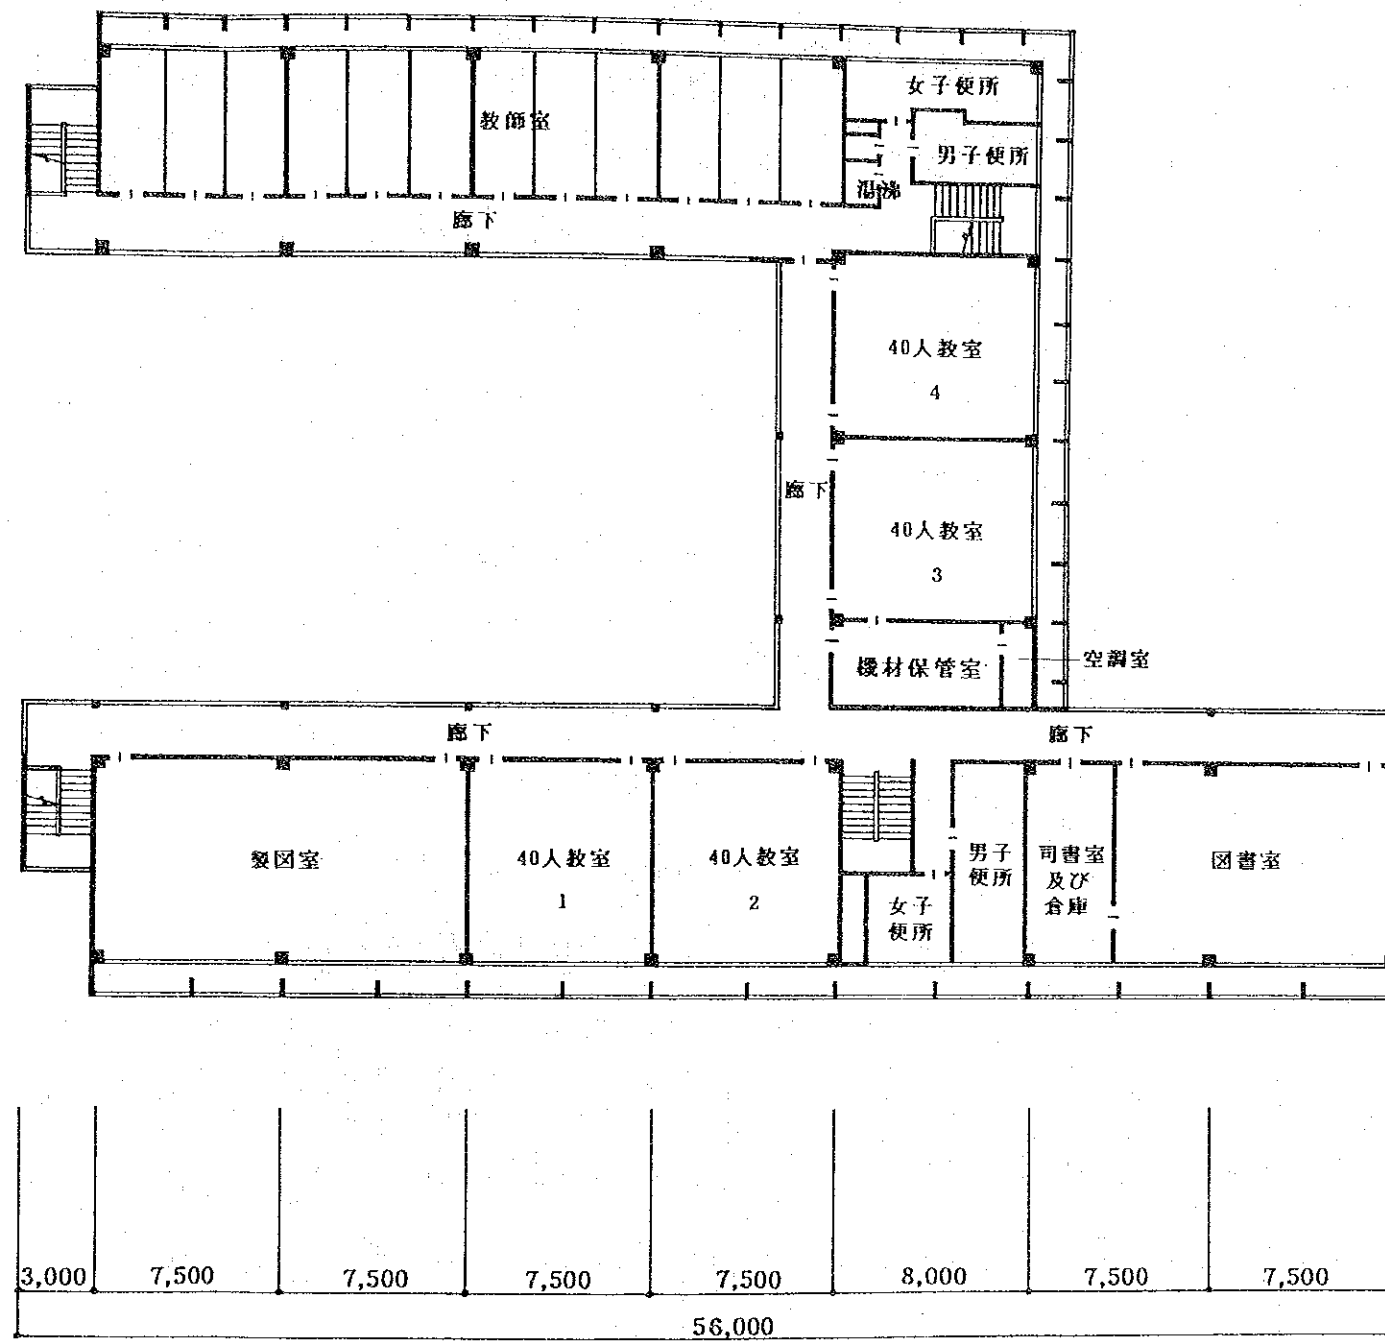 女子便所
教師室
男子便所
湯沸
廊下
40人教室
4
廊下
40人教室
3
機材保管室
空調室
廊下
廊下
製図室
40人教室
1
40人教室
2
女子
便所
男子
便所
司書室
及び
倉庫
図書室
3,000
7,500
7,500
7,500
7,500
8,000
7,500
7,500
56,000